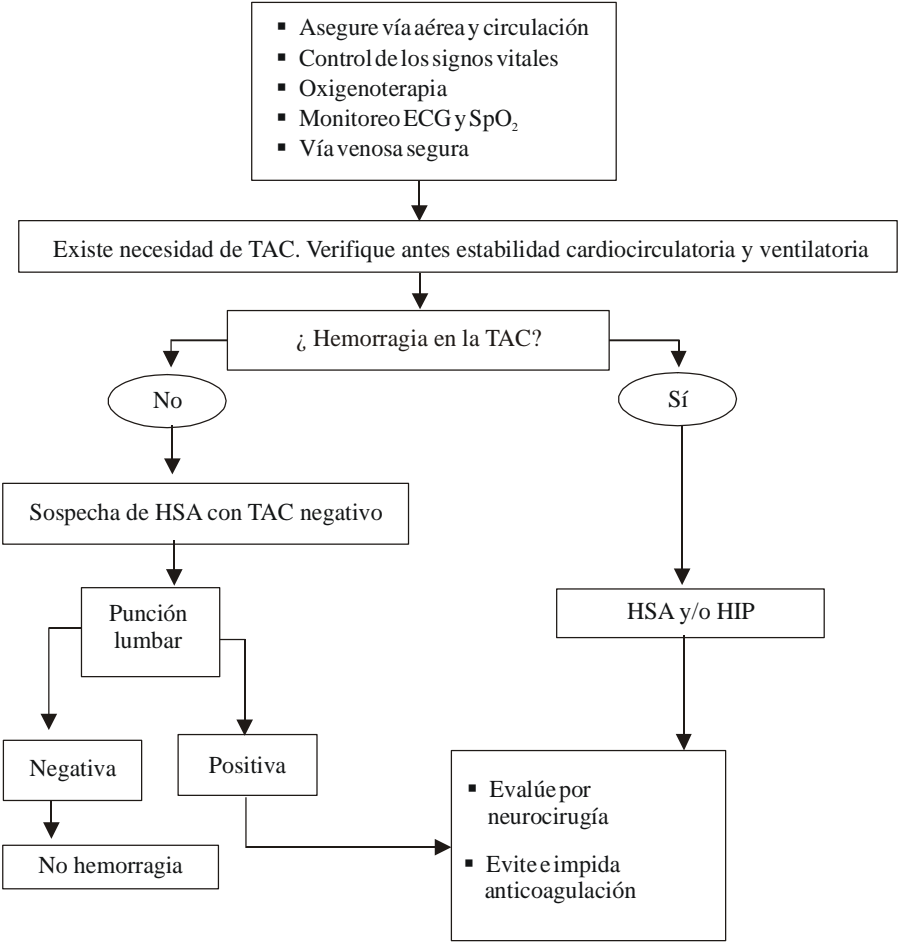 ▪ Asegure vía aérea y circulación
▪ Control de los signos vitales
▪ Oxigenoterapia
▪ Monitoreo ECG y SpO₂
▪ Vía venosa segura
Existe necesidad de TAC. Verifique antes estabilidad cardiocirculatoria y ventilatoria
¿ Hemorragia en la TAC?
No
Sí
Sospecha de HSA con TAC negativo
Punción
lumbar
HSA y/o HIP
Negativa
Positiva
No hemorragia
▪ Evalúe por
neurocirugía
▪ Evite e impida
anticoagulación